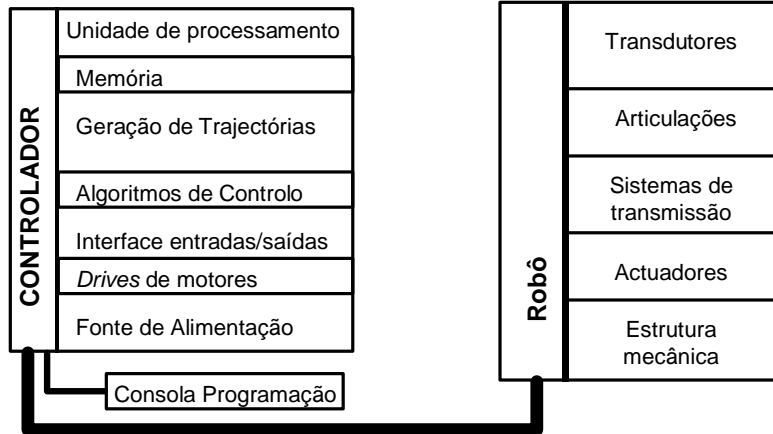 CONTROLADOR
Unidade de processamento
Memória
Geração de Trajectórias
Algoritmos de Controlo
Interface entradas/saídas
Drives de motores
Fonte de Alimentação
Consola Programação
Robô
Transdutores
Articulações
Sistemas de
transmissão
Actuadores
Estrutura
mecânica